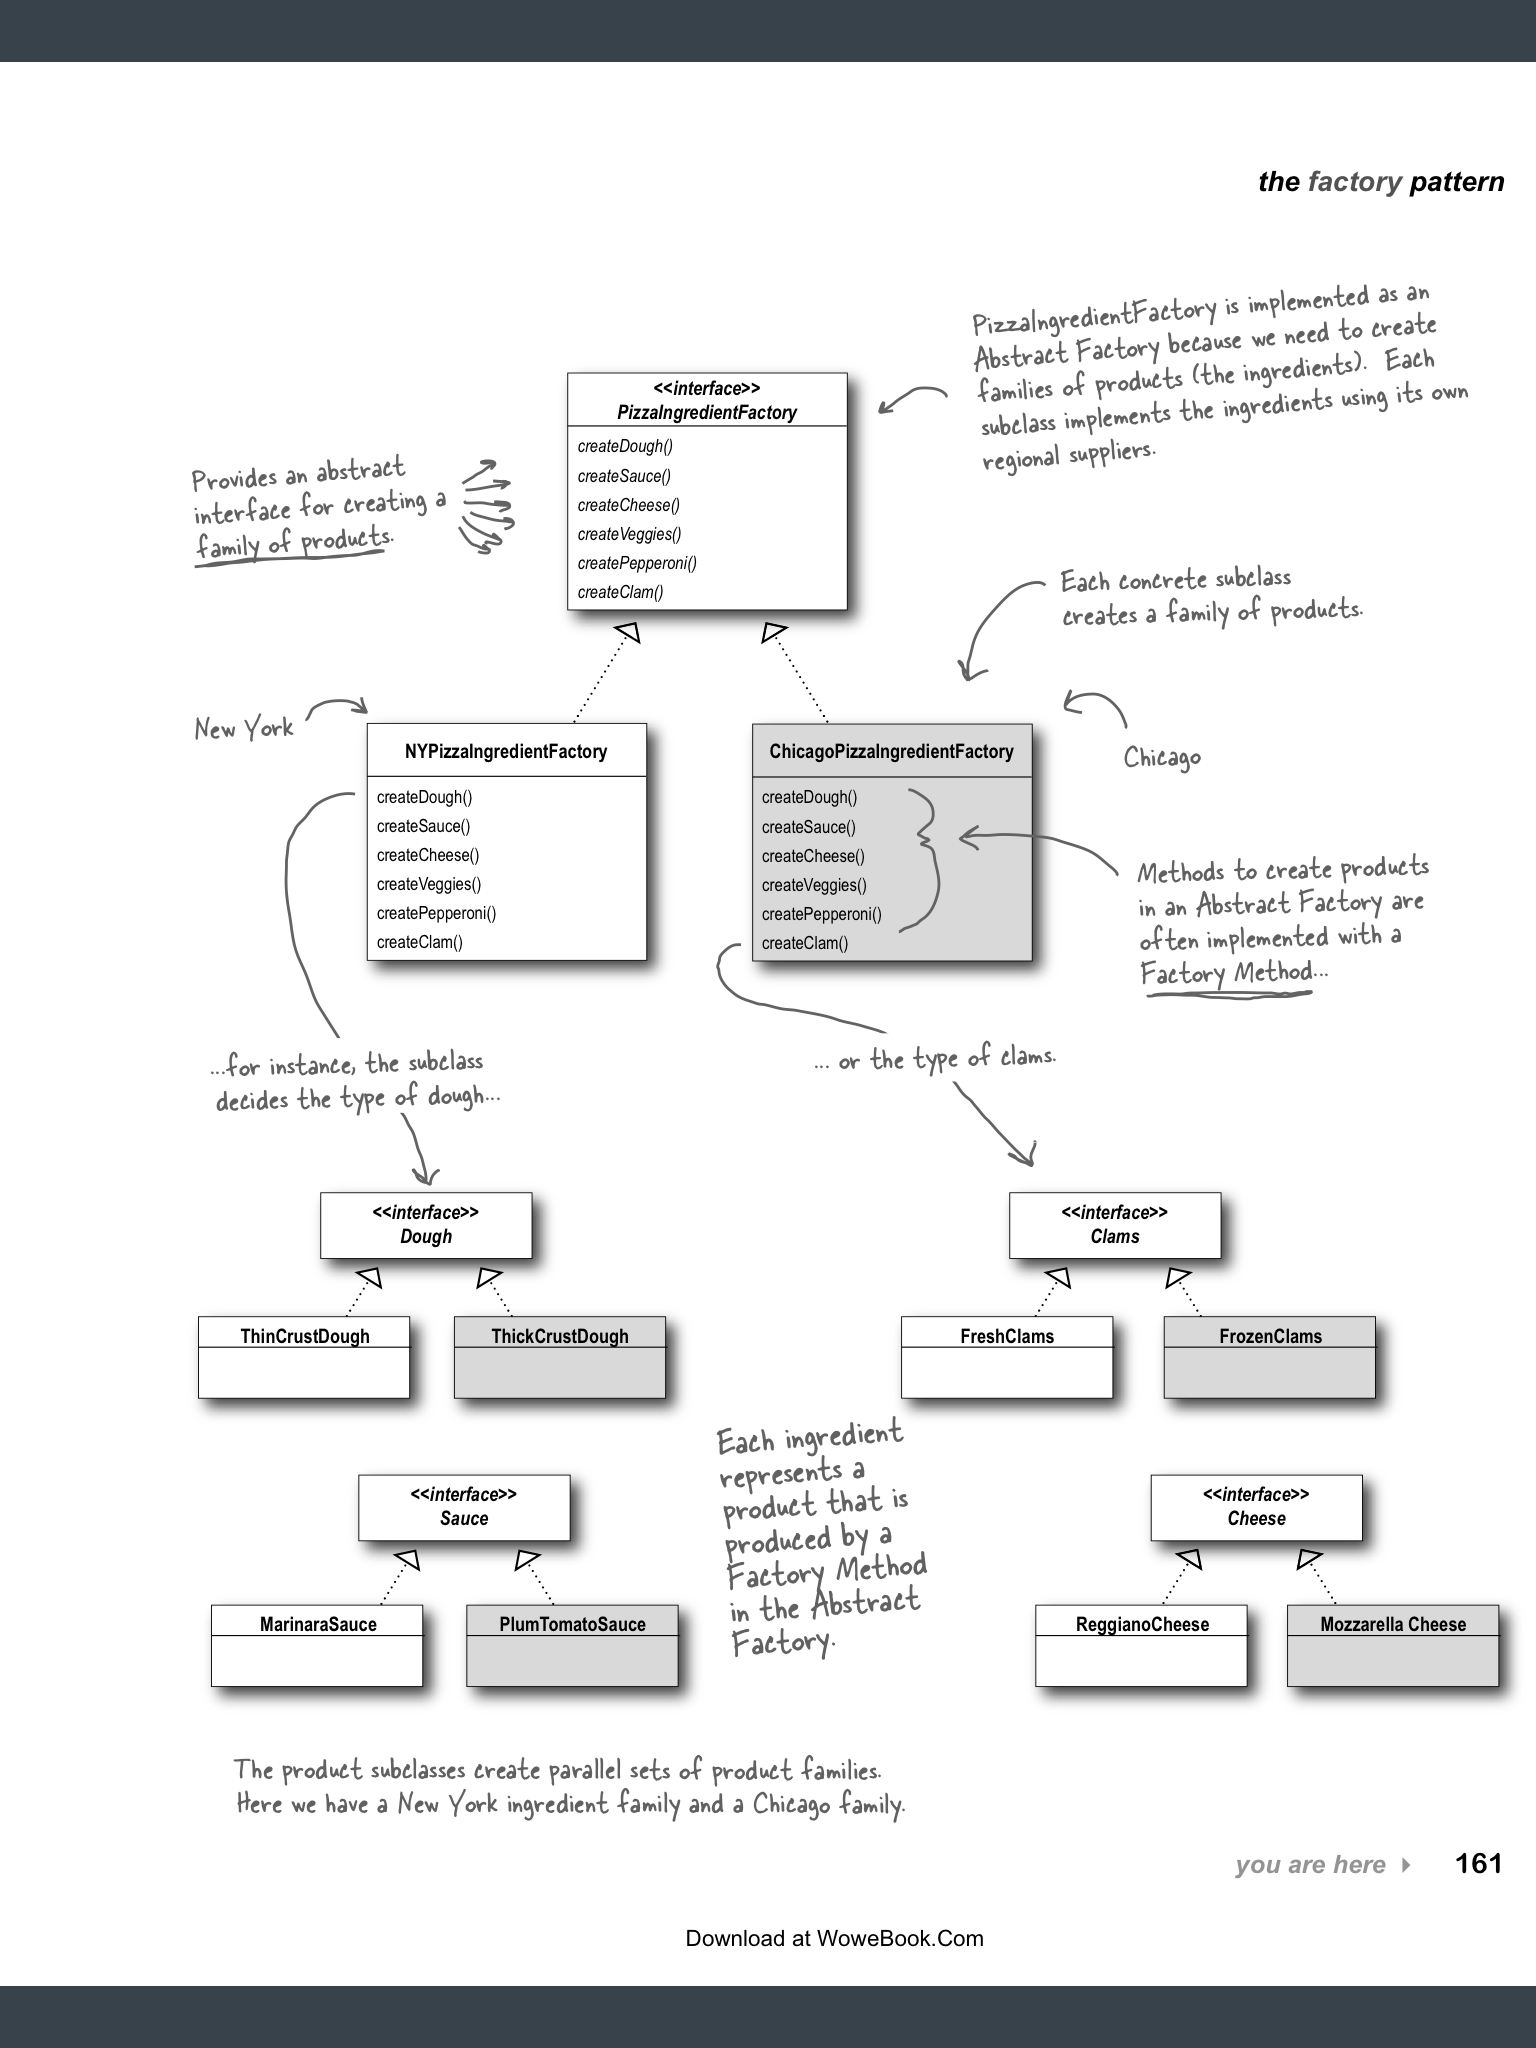 the factory pattern
PizzaIngredientFactory is implemented as an
Abstract Factory because we need to create
families of products (the ingredients). Each
subclass implements the ingredients using its own
regional suppliers.
<<interface>>
PizzaIngredientFactory
createDough()
createSauce()
createCheese()
createVeggies()
createPepperoni()
createClam()
Provides an abstract
interface for creating a
family of products.
Each concrete subclass
creates a family of products.
New York
Chicago
NYPizzaIngredientFactory
createDough()
createSauce()
createCheese()
createVeggies()
createPepperoni()
createClam()
ChicagoPizzaIngredientFactory
createDough()
createSauce()
createCheese()
createVeggies()
createPepperoni()
createClam()
Methods to create products
in an Abstract Factory are
often implemented with a
Factory Method...
...for instance, the subclass
decides the type of dough...
... or the type of clams.
<<interface>>
Dough
ThinCrustDough
ThickCrustDough
<<interface>>
Clams
FreshClams
FrozenClams
Each ingredient
represents a
product that is
produced by a
Factory Method
in the Abstract
Factory.
<<interface>>
Sauce
MarinaraSauce
PlumTomatoSauce
<<interface>>
Cheese
ReggianoCheese
Mozzarella Cheese
The product subclasses create parallel sets of product families.
Here we have a New York ingredient family and a Chicago family.
you are here 161
Download at WoweBook.Com